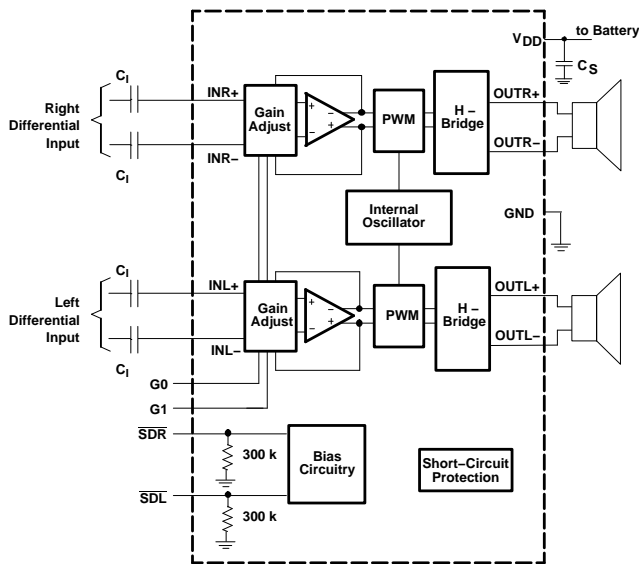 to Battery
VDD
CS
CI
INR+
Gain
Adjust
+
−
−
+
PWM
H −
Bridge
OUTR+
Right
Differential
Input
INR−
OUTR−
CI
Internal
Oscillator
GND
CI
INL+
Gain
Adjust
+
−
−
+
PWM
H −
Bridge
OUTL+
Left
Differential
Input
INL−
OUTL−
CI
G0
G1
SDR
300 k
Bias
Circuitry
Short−Circuit
Protection
SDL
300 k